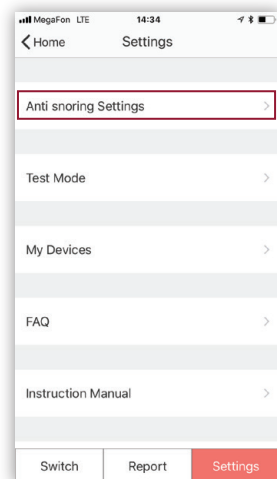 MegaFon LTE 14:34
Home Settings
Anti snoring Settings
Test Mode
My Devices
FAQ
Instruction Manual
Switch Report Settings